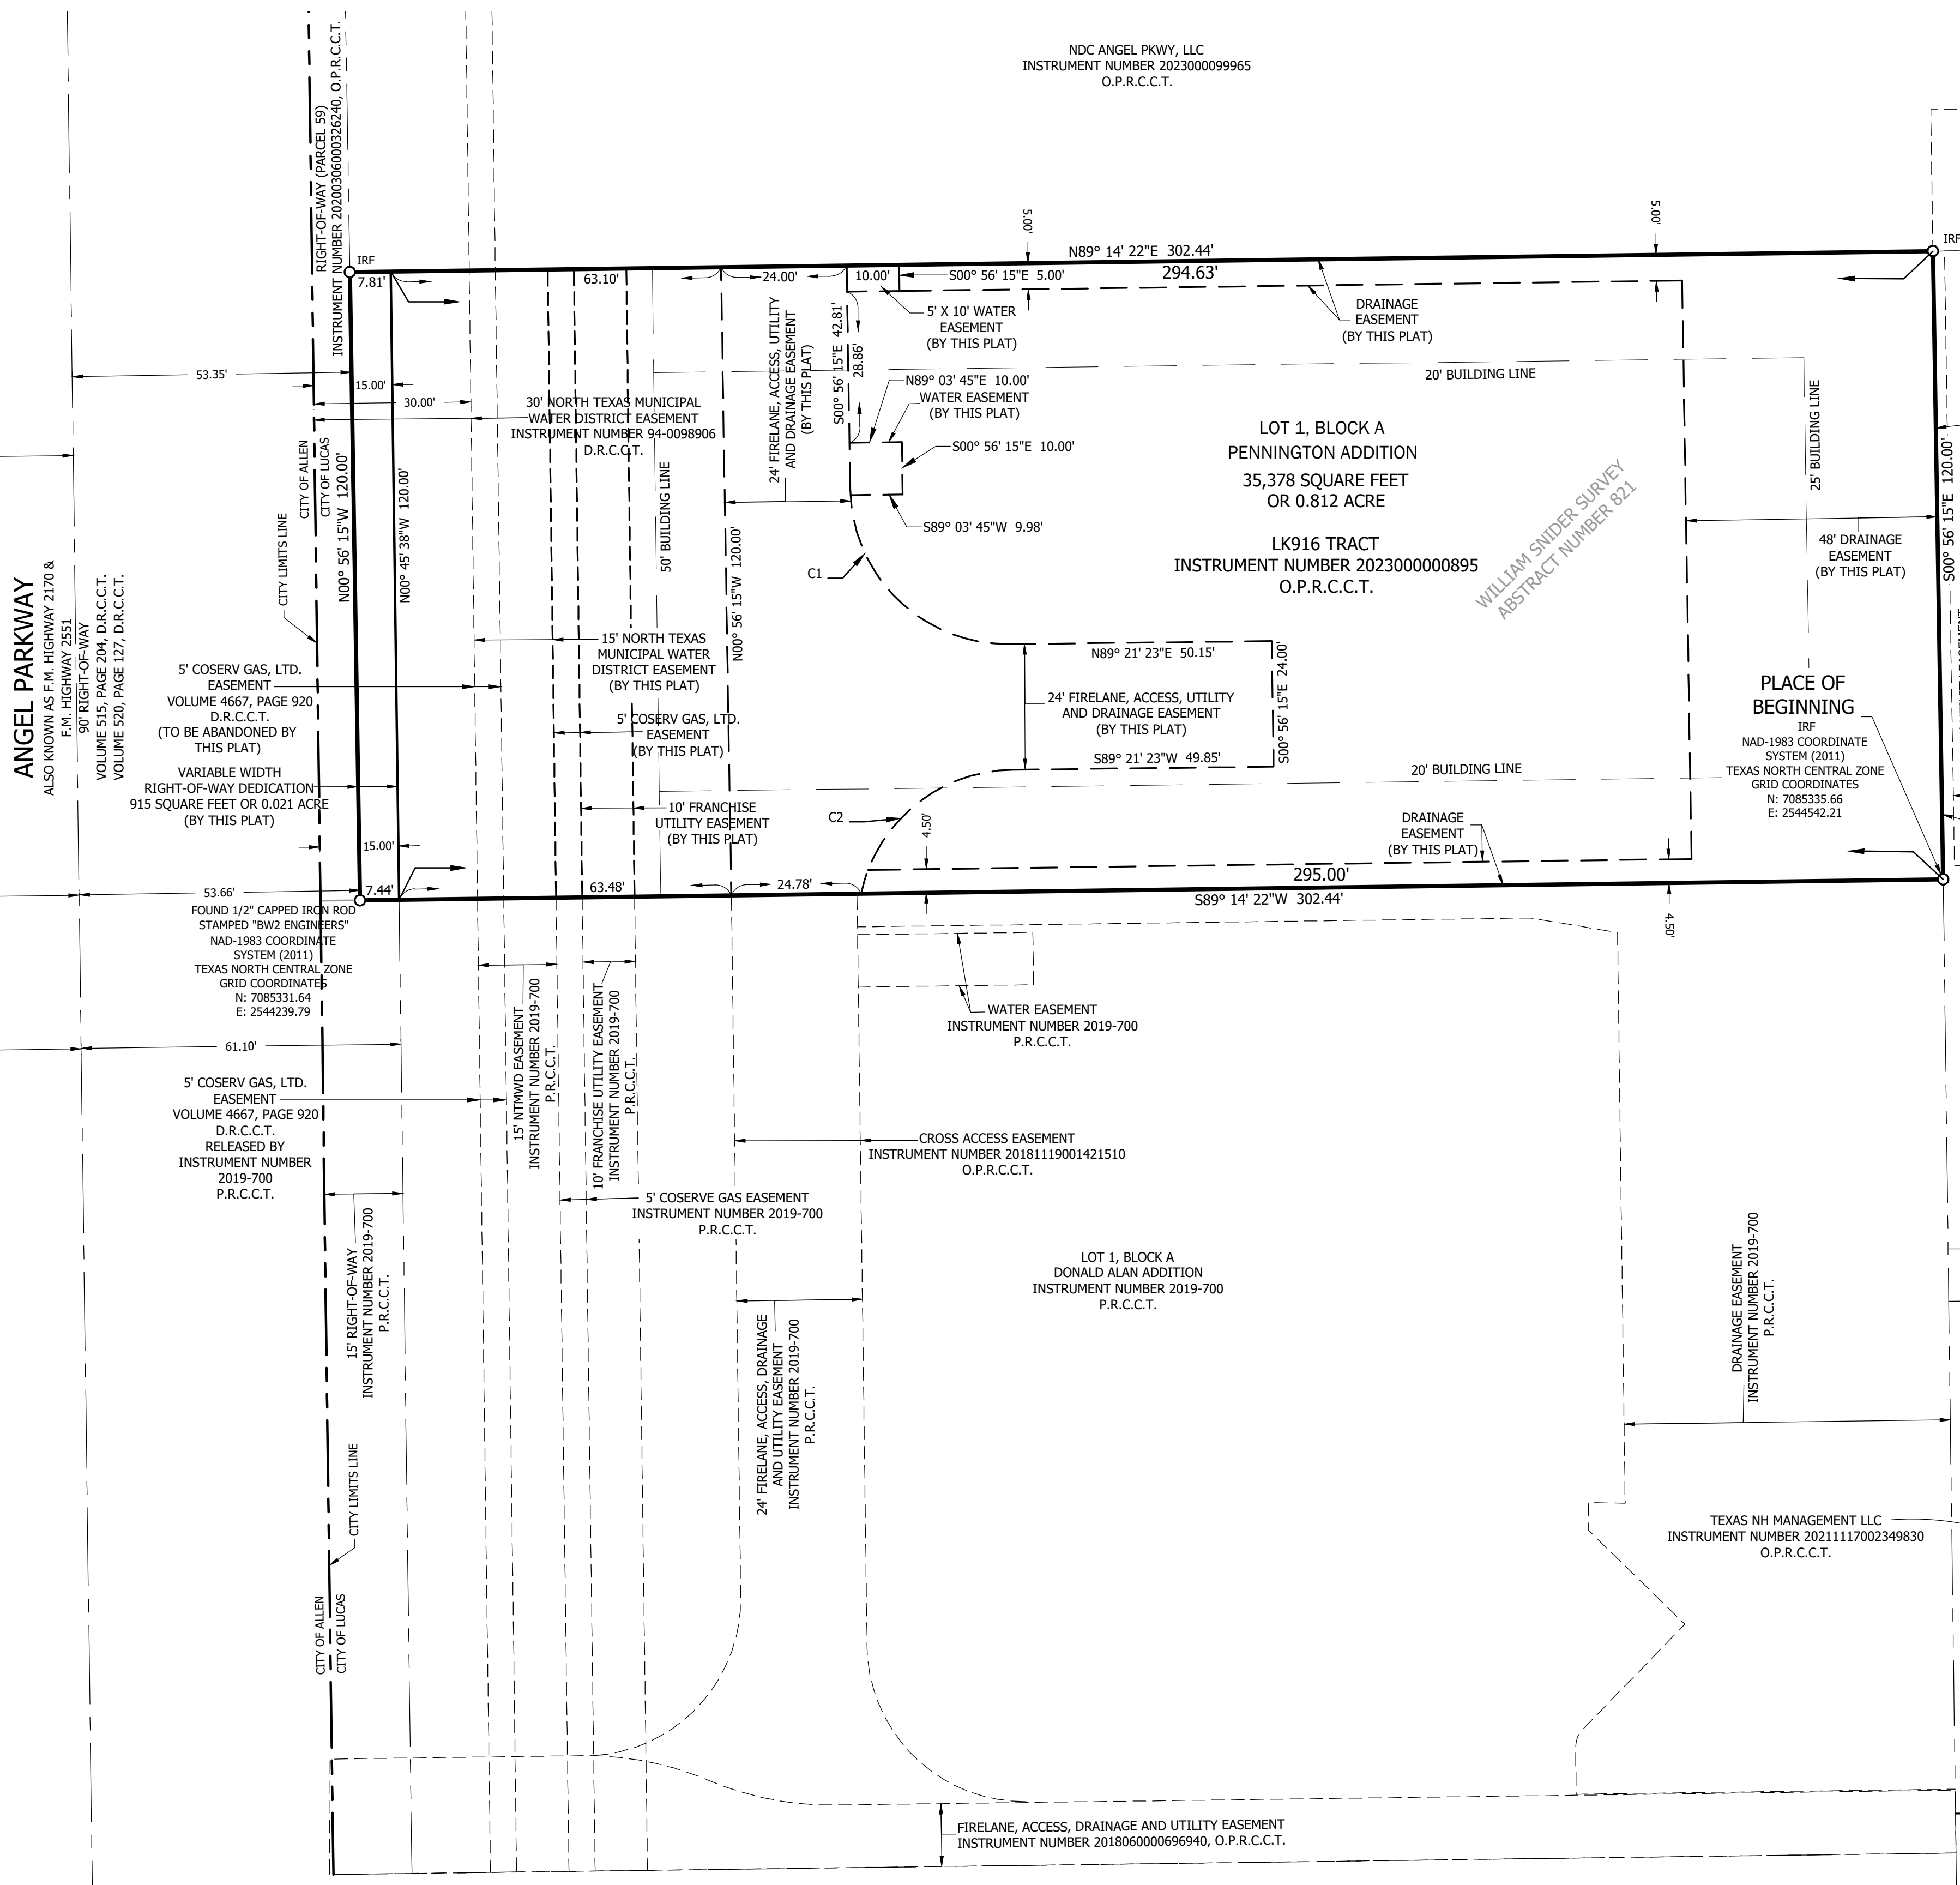 NDC ANGEL PKWY, LLC
INSTRUMENT NUMBER 2023000099965
O.P.R.C.C.T.
RIGHT-OF-WAY (PARCEL 59)
INSTRUMENT NUMBER 20200306000326240, O.P.R.C.C.T.
IRF
7.81'
63.10'
24.00'
10.00'
S00° 56' 15"E 5.00'
5.00'
N89° 14' 22"E 302.44'
294.63'
5.00'
IRF
5' X 10' WATER
EASEMENT
(BY THIS PLAT)
DRAINAGE
EASEMENT
(BY THIS PLAT)
24' FIRELANE, ACCESS, UTILITY
AND DRAINAGE EASEMENT
(BY THIS PLAT)
S00° 56' 15"E 42.81'
28.86'
53.35'
15.00'
30.00'
30' NORTH TEXAS MUNICIPAL
WATER DISTRICT EASEMENT
INSTRUMENT NUMBER 94-0098906
D.R.C.C.T.
N89° 03' 45"E 10.00'
WATER EASEMENT
(BY THIS PLAT)
S00° 56' 15"E 10.00'
S89° 03' 45"W 9.98'
20' BUILDING LINE
25' BUILDING LINE
50' BUILDING LINE
LOT 1, BLOCK A
PENNINGTON ADDITION
35,378 SQUARE FEET
OR 0.812 ACRE
LK916 TRACT
INSTRUMENT NUMBER 2023000000895
O.P.R.C.C.T.
WILLIAM SNIDER SURVEY
ABSTRACT NUMBER 821
48' DRAINAGE
EASEMENT
(BY THIS PLAT)
S00° 56' 15"E 120.00'
CITY OF ALLEN
CITY OF LUCAS
CITY LIMITS LINE
N00° 56' 15"W 120.00'
N00° 45' 38"W 120.00'
N00° 56' 15"W 120.00'
C1
ANGEL PARKWAY
ALSO KNOWN AS F.M. HIGHWAY 2170 &
F.M. HIGHWAY 2551
90' RIGHT-OF-WAY
VOLUME 515, PAGE 204, D.R.C.C.T.
VOLUME 520, PAGE 127, D.R.C.C.T.
5' COSERV GAS, LTD.
EASEMENT
VOLUME 4667, PAGE 920
D.R.C.C.T.
(TO BE ABANDONED BY
THIS PLAT)
VARIABLE WIDTH
RIGHT-OF-WAY DEDICATION
915 SQUARE FEET OR 0.021 ACRE
(BY THIS PLAT)
15' NORTH TEXAS
MUNICIPAL WATER
DISTRICT EASEMENT
(BY THIS PLAT)
5' COSERV GAS, LTD.
EASEMENT
(BY THIS PLAT)
10' FRANCHISE
UTILITY EASEMENT
(BY THIS PLAT)
N89° 21' 23"E 50.15'
24' FIRELANE, ACCESS, UTILITY
AND DRAINAGE EASEMENT
(BY THIS PLAT)
S89° 21' 23"W 49.85'
S00° 56' 15"E 24.00'
20' BUILDING LINE
PLACE OF
BEGINNING
IRF
NAD-1983 COORDINATE
SYSTEM (2011)
TEXAS NORTH CENTRAL ZONE
GRID COORDINATES
N: 7085335.66
E: 2544542.21
C2
4.50'
DRAINAGE
EASEMENT
(BY THIS PLAT)
15.00'
53.66'
7.44'
63.48'
24.78'
295.00'
S89° 14' 22"W 302.44'
4.50'
FOUND 1/2" CAPPED IRON ROD
STAMPED "BW2 ENGINEERS"
NAD-1983 COORDINATE
SYSTEM (2011)
TEXAS NORTH CENTRAL ZONE
GRID COORDINATES
N: 7085331.64
E: 2544239.79
61.10'
5' COSERV GAS, LTD.
EASEMENT
VOLUME 4667, PAGE 920
D.R.C.C.T.
RELEASED BY
INSTRUMENT NUMBER
2019-700
P.R.C.C.T.
15' NTMWD EASEMENT
INSTRUMENT NUMBER 2019-700
P.R.C.C.T.
10' FRANCHISE UTILITY EASEMENT
INSTRUMENT NUMBER 2019-700
P.R.C.C.T.
WATER EASEMENT
INSTRUMENT NUMBER 2019-700
P.R.C.C.T.
CROSS ACCESS EASEMENT
INSTRUMENT NUMBER 20181119001421510
O.P.R.C.C.T.
5' COSERVE GAS EASEMENT
INSTRUMENT NUMBER 2019-700
P.R.C.C.T.
15' RIGHT-OF-WAY
INSTRUMENT NUMBER 2019-700
P.R.C.C.T.
LOT 1, BLOCK A
DONALD ALAN ADDITION
INSTRUMENT NUMBER 2019-700
P.R.C.C.T.
24' FIRELANE, ACCESS, DRAINAGE
AND UTILITY EASEMENT
INSTRUMENT NUMBER 2019-700
P.R.C.C.T.
DRAINAGE EASEMENT
INSTRUMENT NUMBER 2019-700
P.R.C.C.T.
CITY LIMITS LINE
CITY OF ALLEN
CITY OF LUCAS
TEXAS NH MANAGEMENT LLC
INSTRUMENT NUMBER 20211117002349830
O.P.R.C.C.T.
FIRELANE, ACCESS, DRAINAGE AND UTILITY EASEMENT
INSTRUMENT NUMBER 2018060000696940, O.P.R.C.C.T.